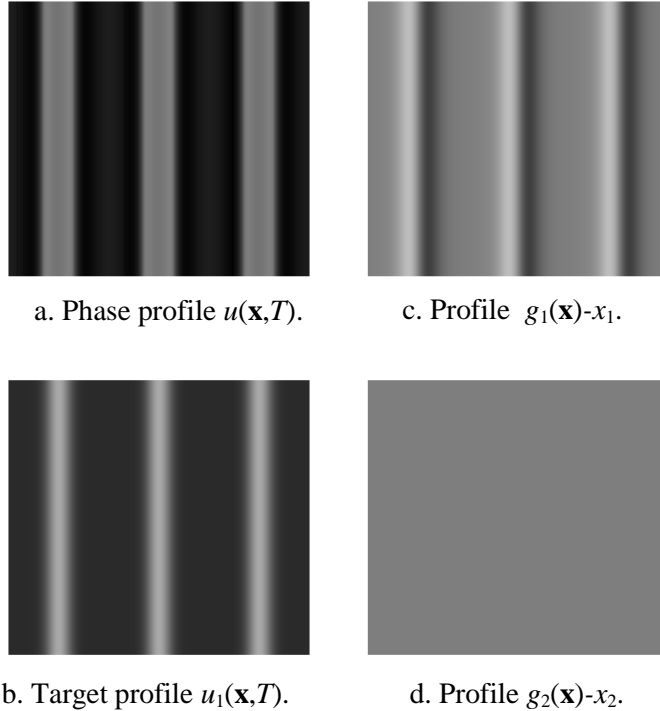 a. Phase profile u(x,T).
c. Profile g₁(x)-x₁.
b. Target profile u₁(x,T).
d. Profile g₂(x)-x₂.